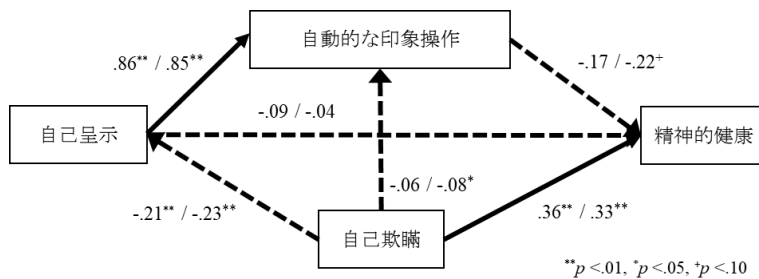 自動的な印象操作
.86** / .85**
-.17 / -.22+
-.09 / -.04
自己呈示
精神的健康
-.06 / -.08*
-.21** / -.23**
.36** / .33**
自己欺瞞
**p <.01, *p <.05, +p <.10